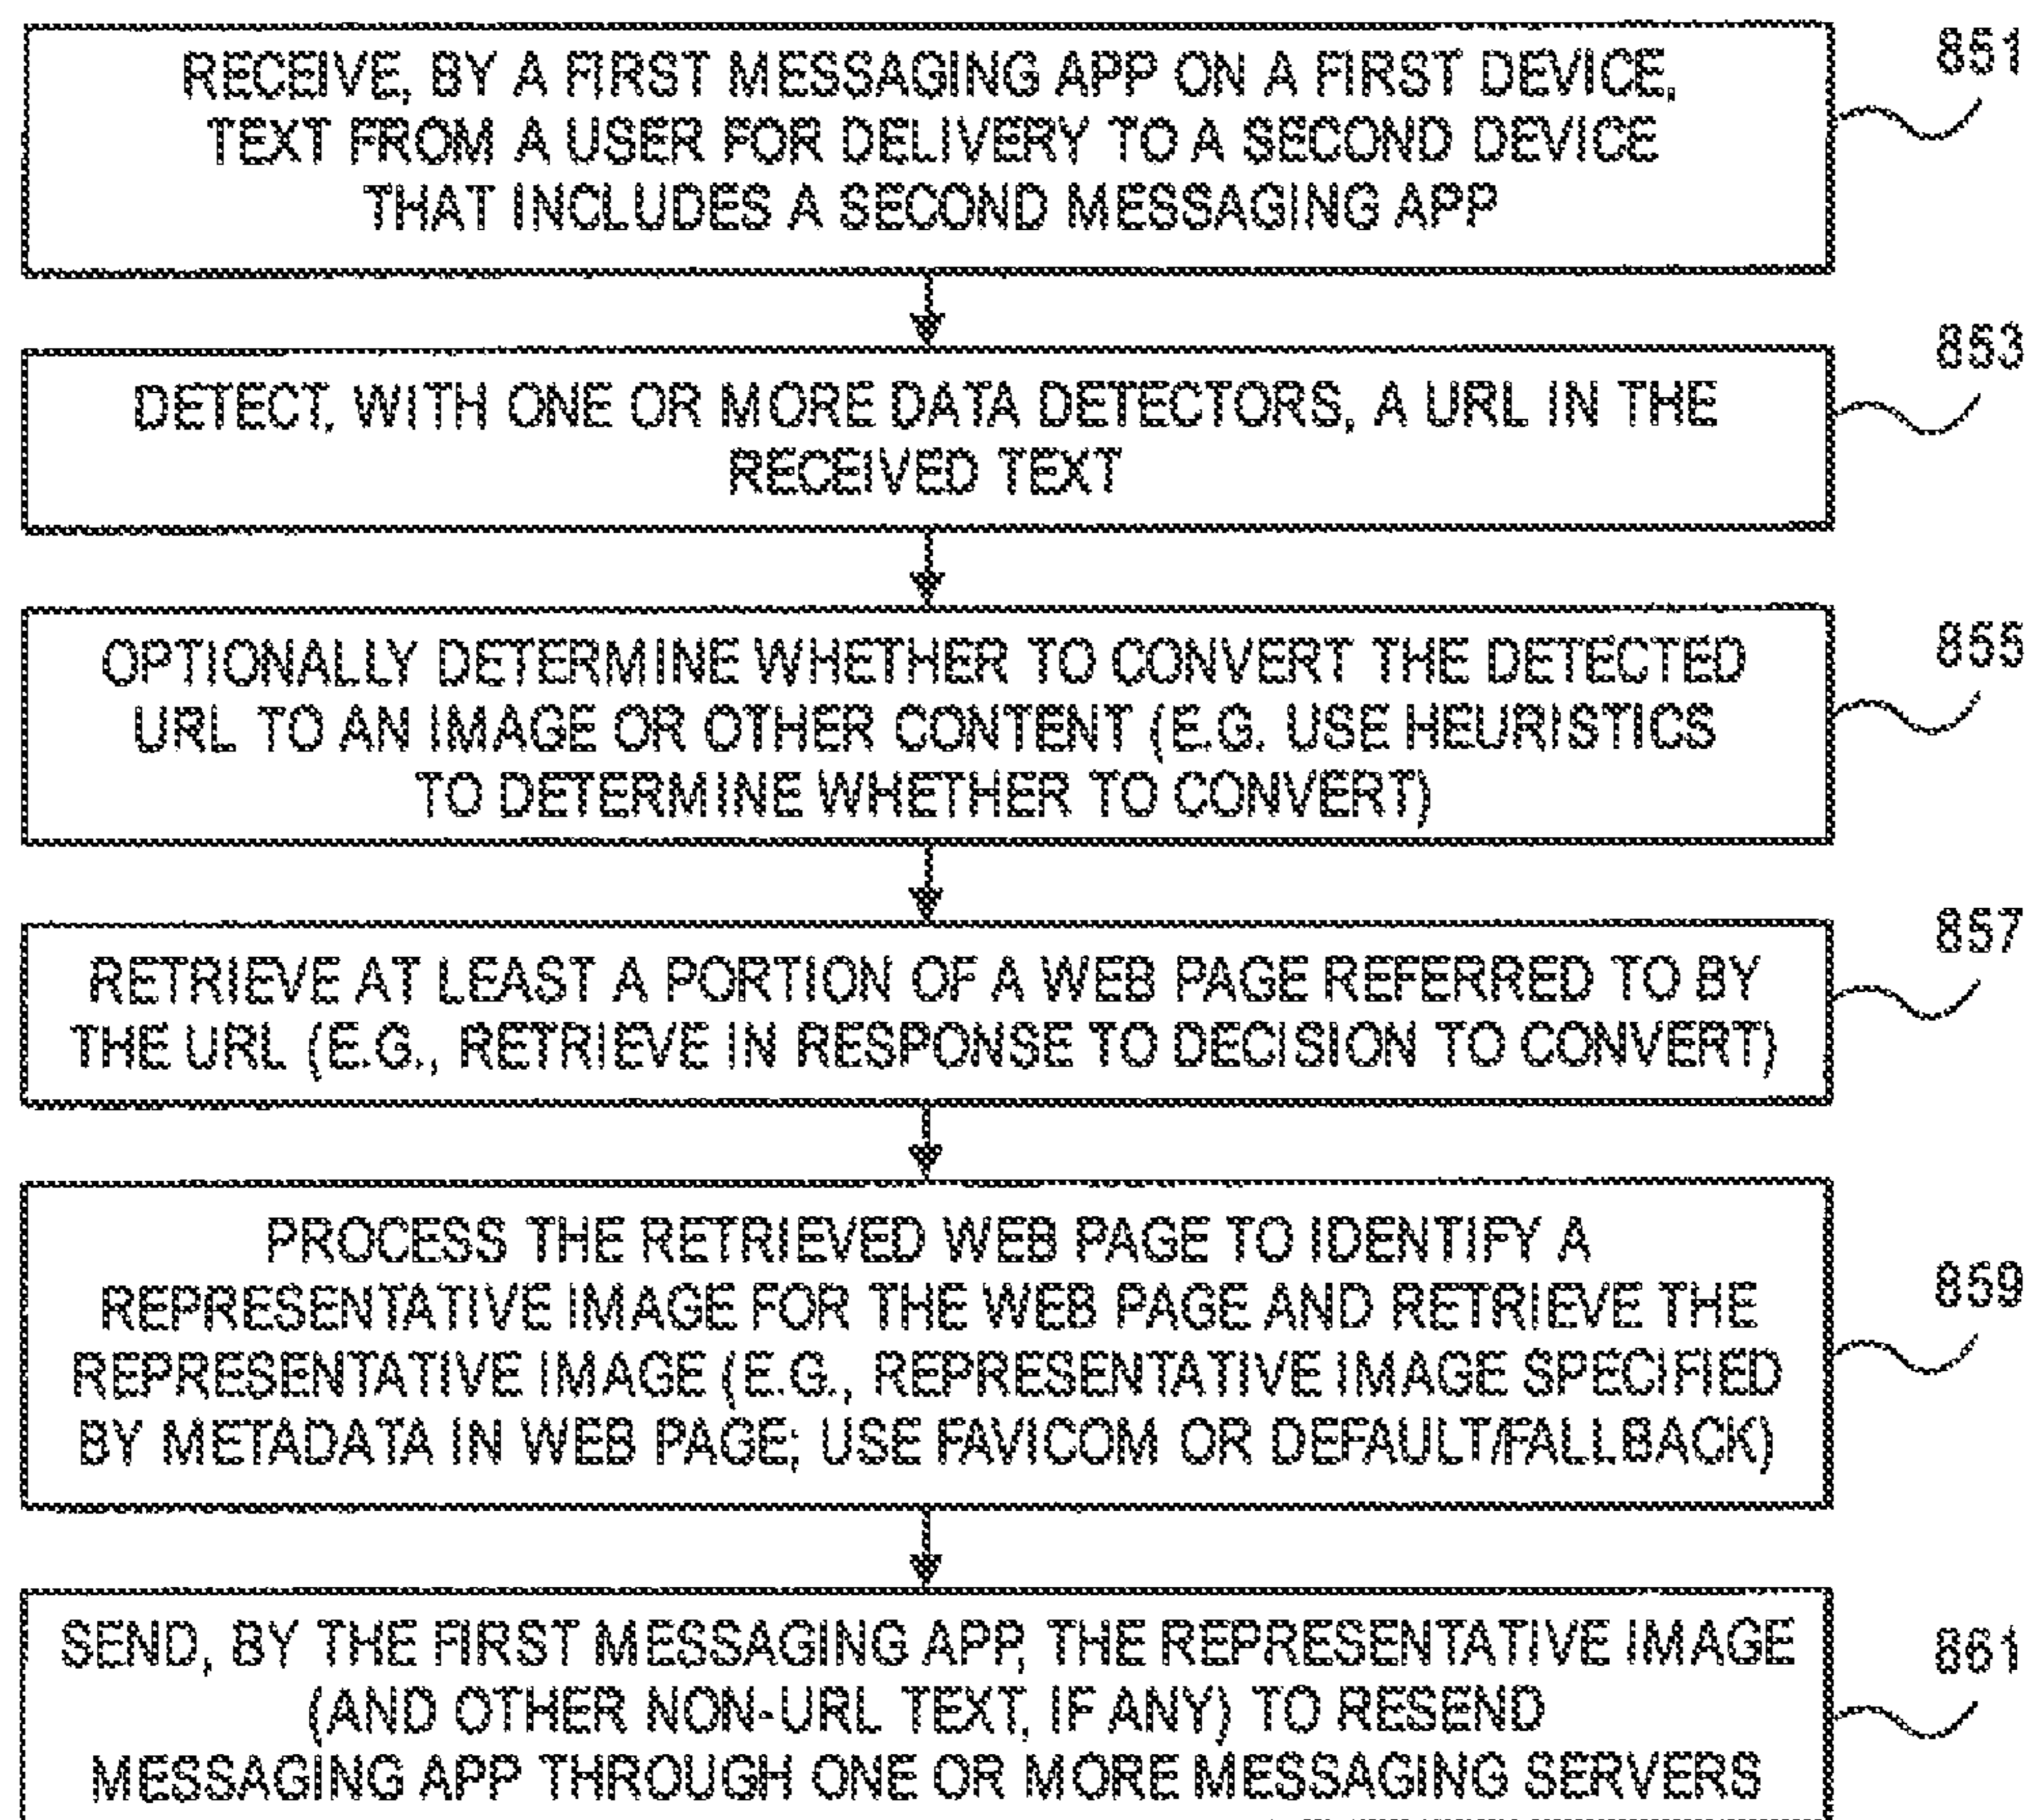 RECEIVE, BY A FIRST MESSAGING APP ON A FIRST DEVICE,
TEXT FROM A USER FOR DELIVERY TO A SECOND DEVICE
THAT INCLUDES A SECOND MESSAGING APP
851
DETECT, WITH ONE OR MORE DATA DETECTORS, A URL IN THE
RECEIVED TEXT
853
OPTIONALLY DETERMINE WHETHER TO CONVERT THE DETECTED
URL TO AN IMAGE OR OTHER CONTENT (E.G. USE HEURISTICS
TO DETERMINE WHETHER TO CONVERT)
855
RETRIEVE AT LEAST A PORTION OF A WEB PAGE REFERRED TO BY
THE URL (E.G., RETRIEVE IN RESPONSE TO DECISION TO CONVERT)
857
PROCESS THE RETRIEVED WEB PAGE TO IDENTIFY A
REPRESENTATIVE IMAGE FOR THE WEB PAGE AND RETRIEVE THE
REPRESENTATIVE IMAGE (E.G., REPRESENTATIVE IMAGE SPECIFIED
BY METADATA IN WEB PAGE; USE FAVICOM OR DEFAULT/FALLBACK)
859
SEND, BY THE FIRST MESSAGING APP, THE REPRESENTATIVE IMAGE
(AND OTHER NON-URL TEXT, IF ANY) TO RESEND
MESSAGING APP THROUGH ONE OR MORE MESSAGING SERVERS
861